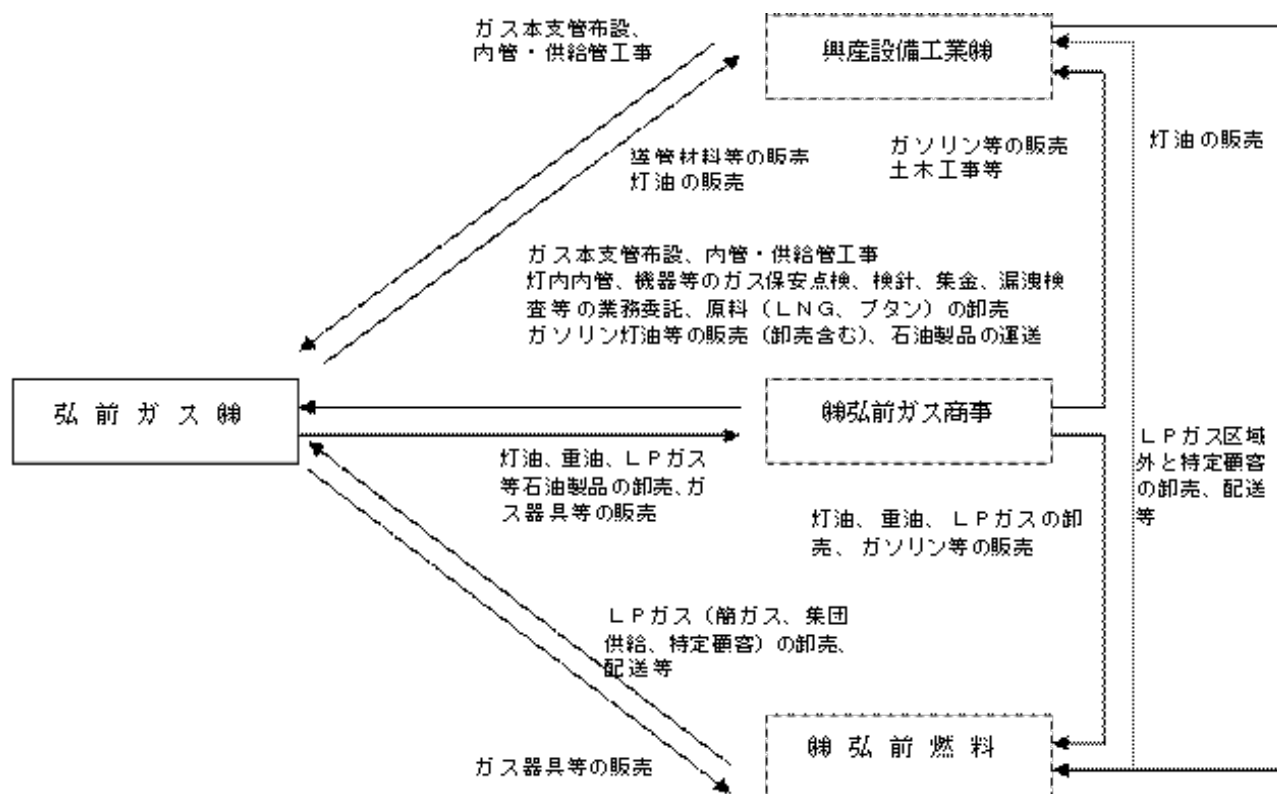 ガス本支管布設、
内管・供給管工事
興産設備工業㈱
導管材料等の販売
灯油の販売
ガソリン等の販売
土木工事等
灯油の販売
ガス本支管布設、内管・供給管工事
灯内内管、機器等のガス保安点検、検針、集金、漏洩検
査等の業務委託、原料（ＬＮＧ、ブタン）の卸売
ガソリン灯油等の販売（卸売含む）、石油製品の運送
弘前ガス㈱
㈱弘前ガス商事
灯油、重油、ＬＰガス
等石油製品の卸売、ガ
ス器具等の販売
灯油、重油、ＬＰガスの卸
売、ガソリン等の販売
ＬＰガス区域
外と特定顧客
の卸売、配送
等
ＬＰガス（簡ガス、集団
供給、特定顧客）の卸売、
配送等
ガス器具等の販売
㈱弘前燃料